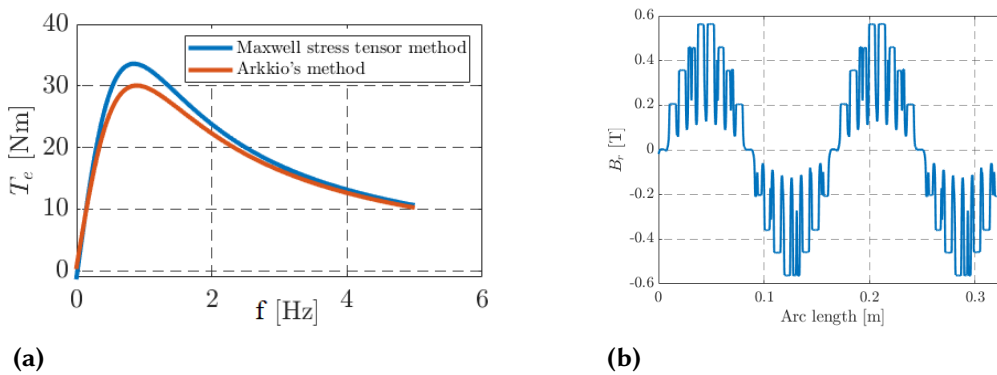 40
30
20
10
0
0 2 4 6
T_e [Nm]
f [Hz]
Maxwell stress tensor method
Arkkio's method
(a)
0.6
0.4
0.2
0
-0.2
-0.4
-0.6
0 0.1 0.2 0.3
B_r [T]
Arc length [m]
(b)